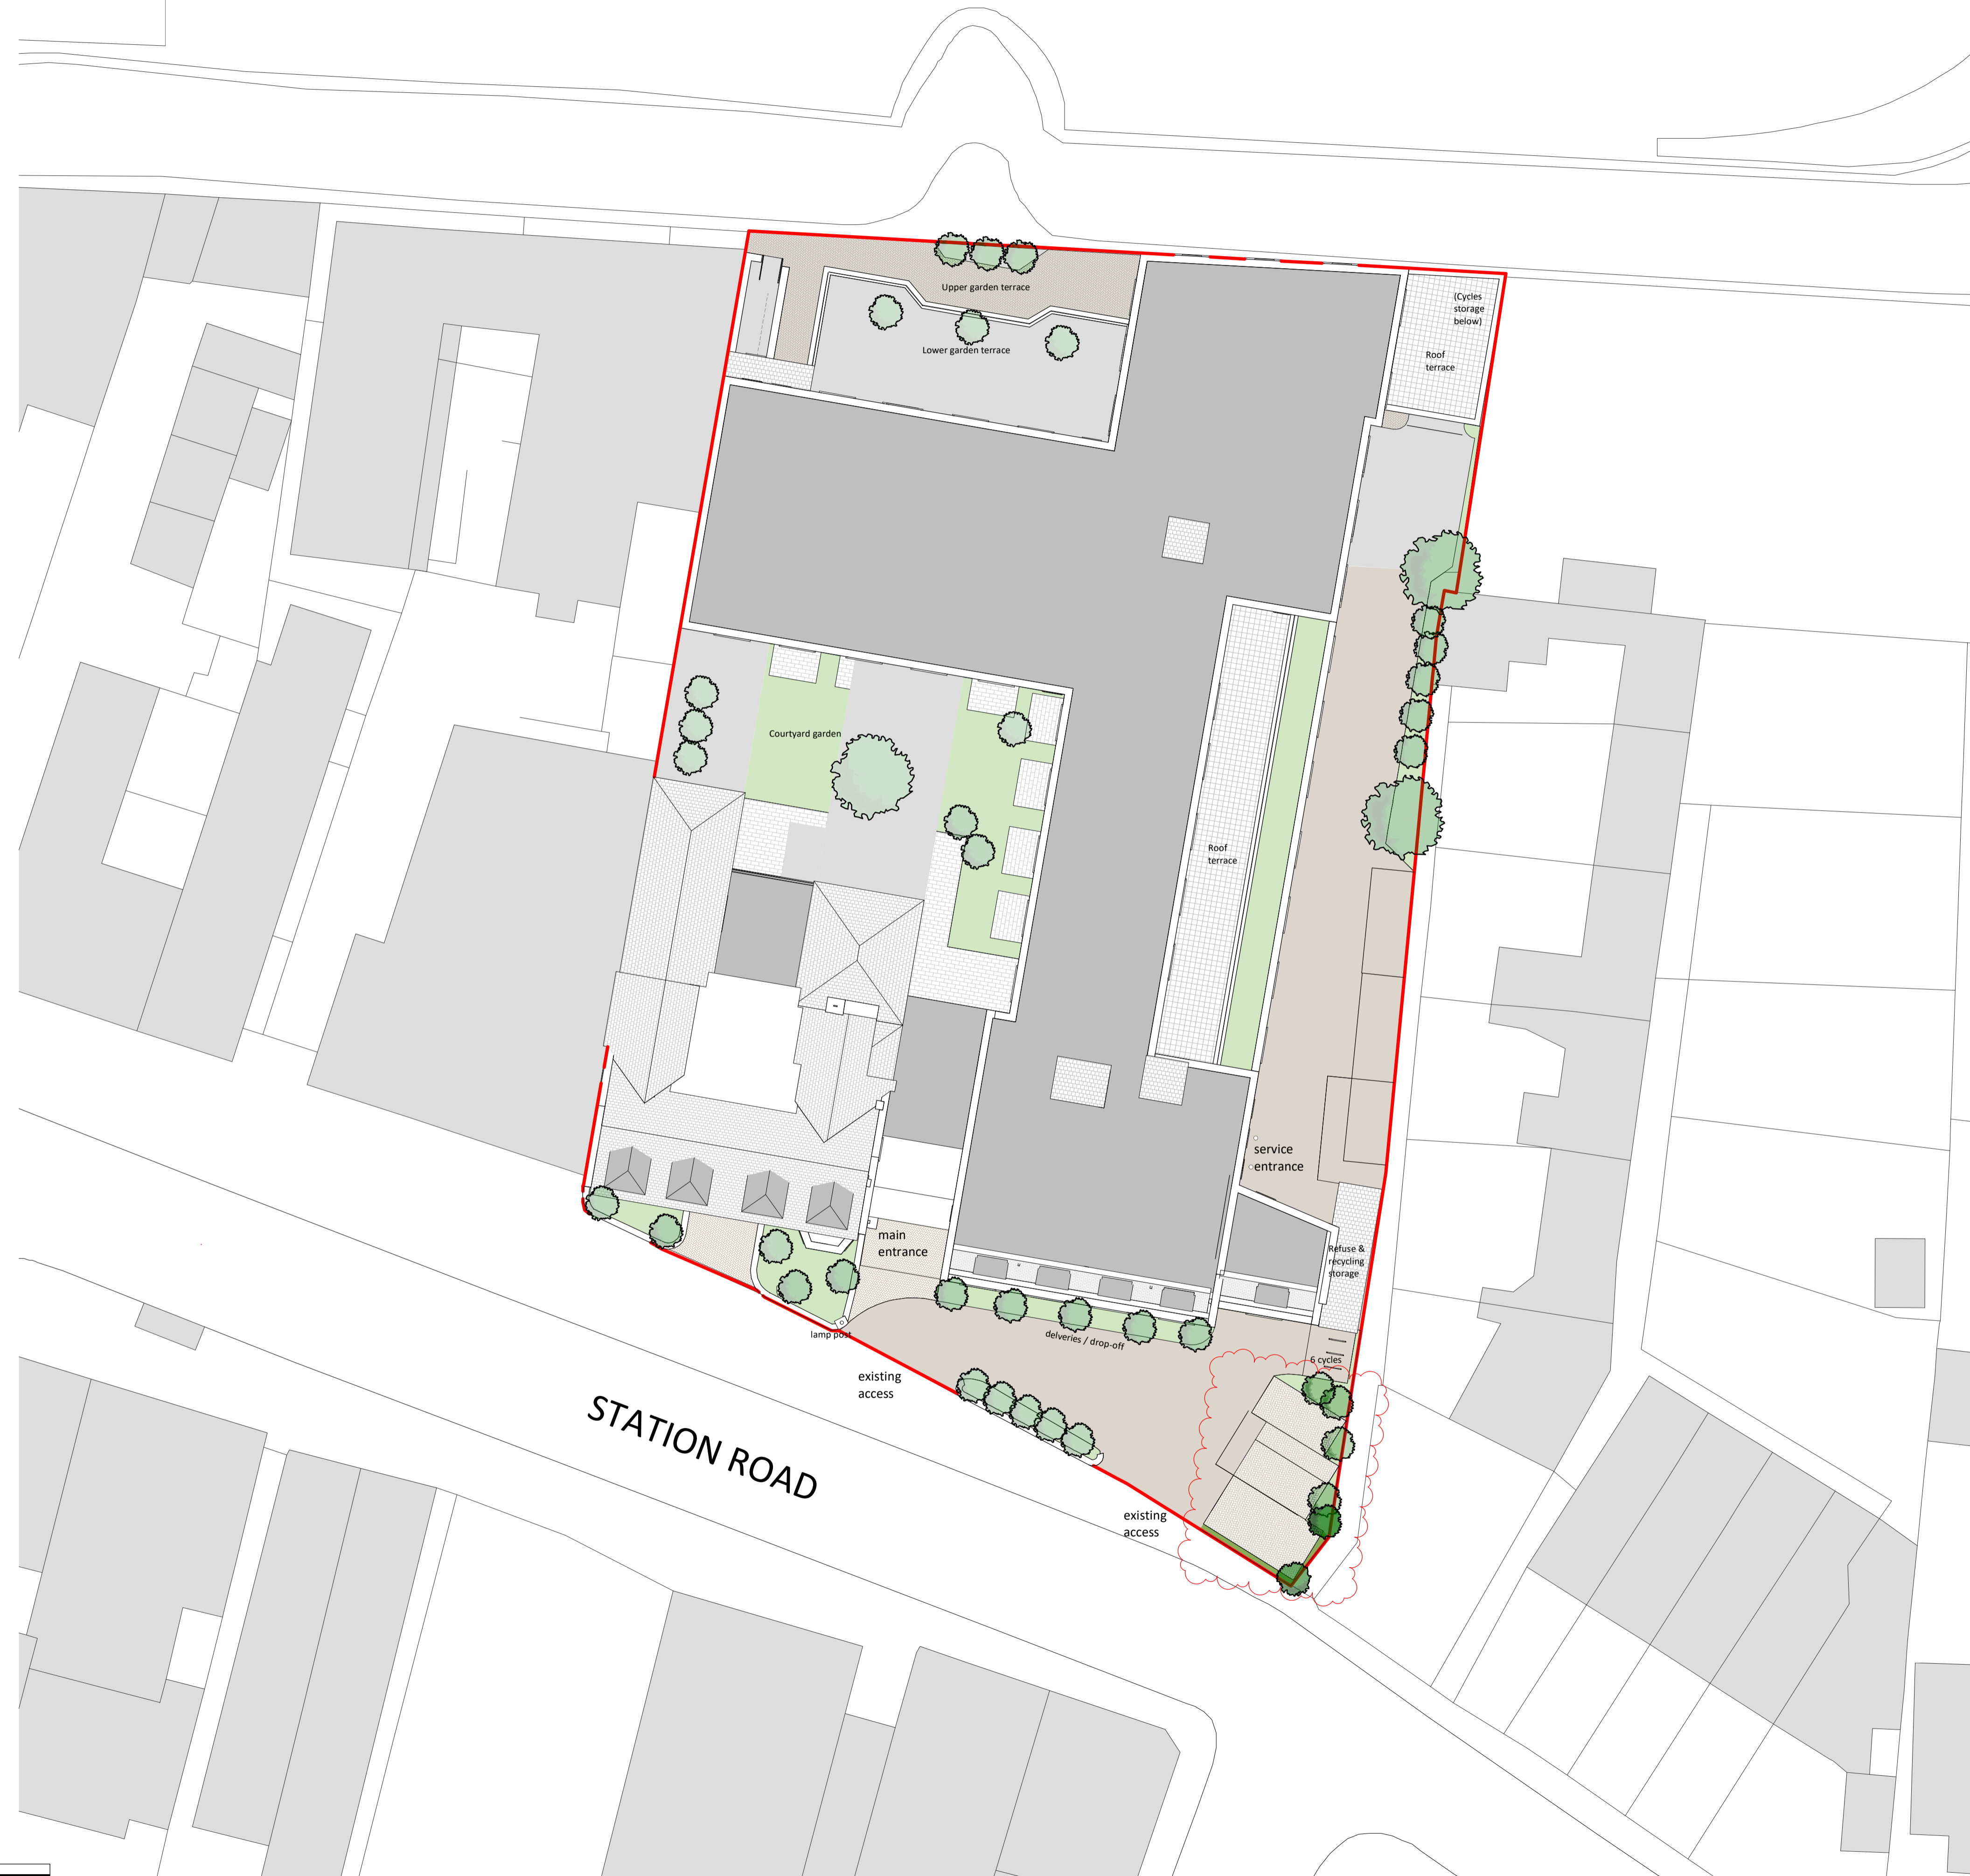 (Cycles
storage
below)
Upper garden terrace
Lower garden terrace
Roof
terrace
Courtyard garden
Roof
terrace
service
entrance
main
entrance
Refuse &
recycling
storage
lamp post
delveries / drop-off
6 cycles
existing
access
STATION ROAD
existing
access